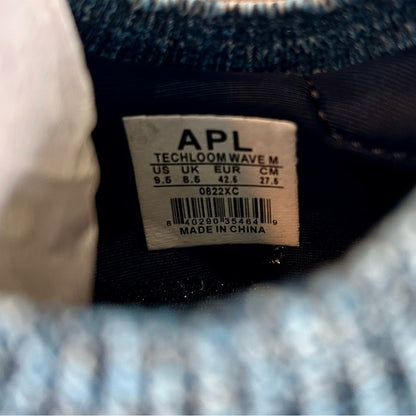 APL
TECHLOOM WAVE M
US UK EUR CM
9.5 8.5 42.5 27.5
0822XC
8 40290 35464 9
MADE IN CHINA